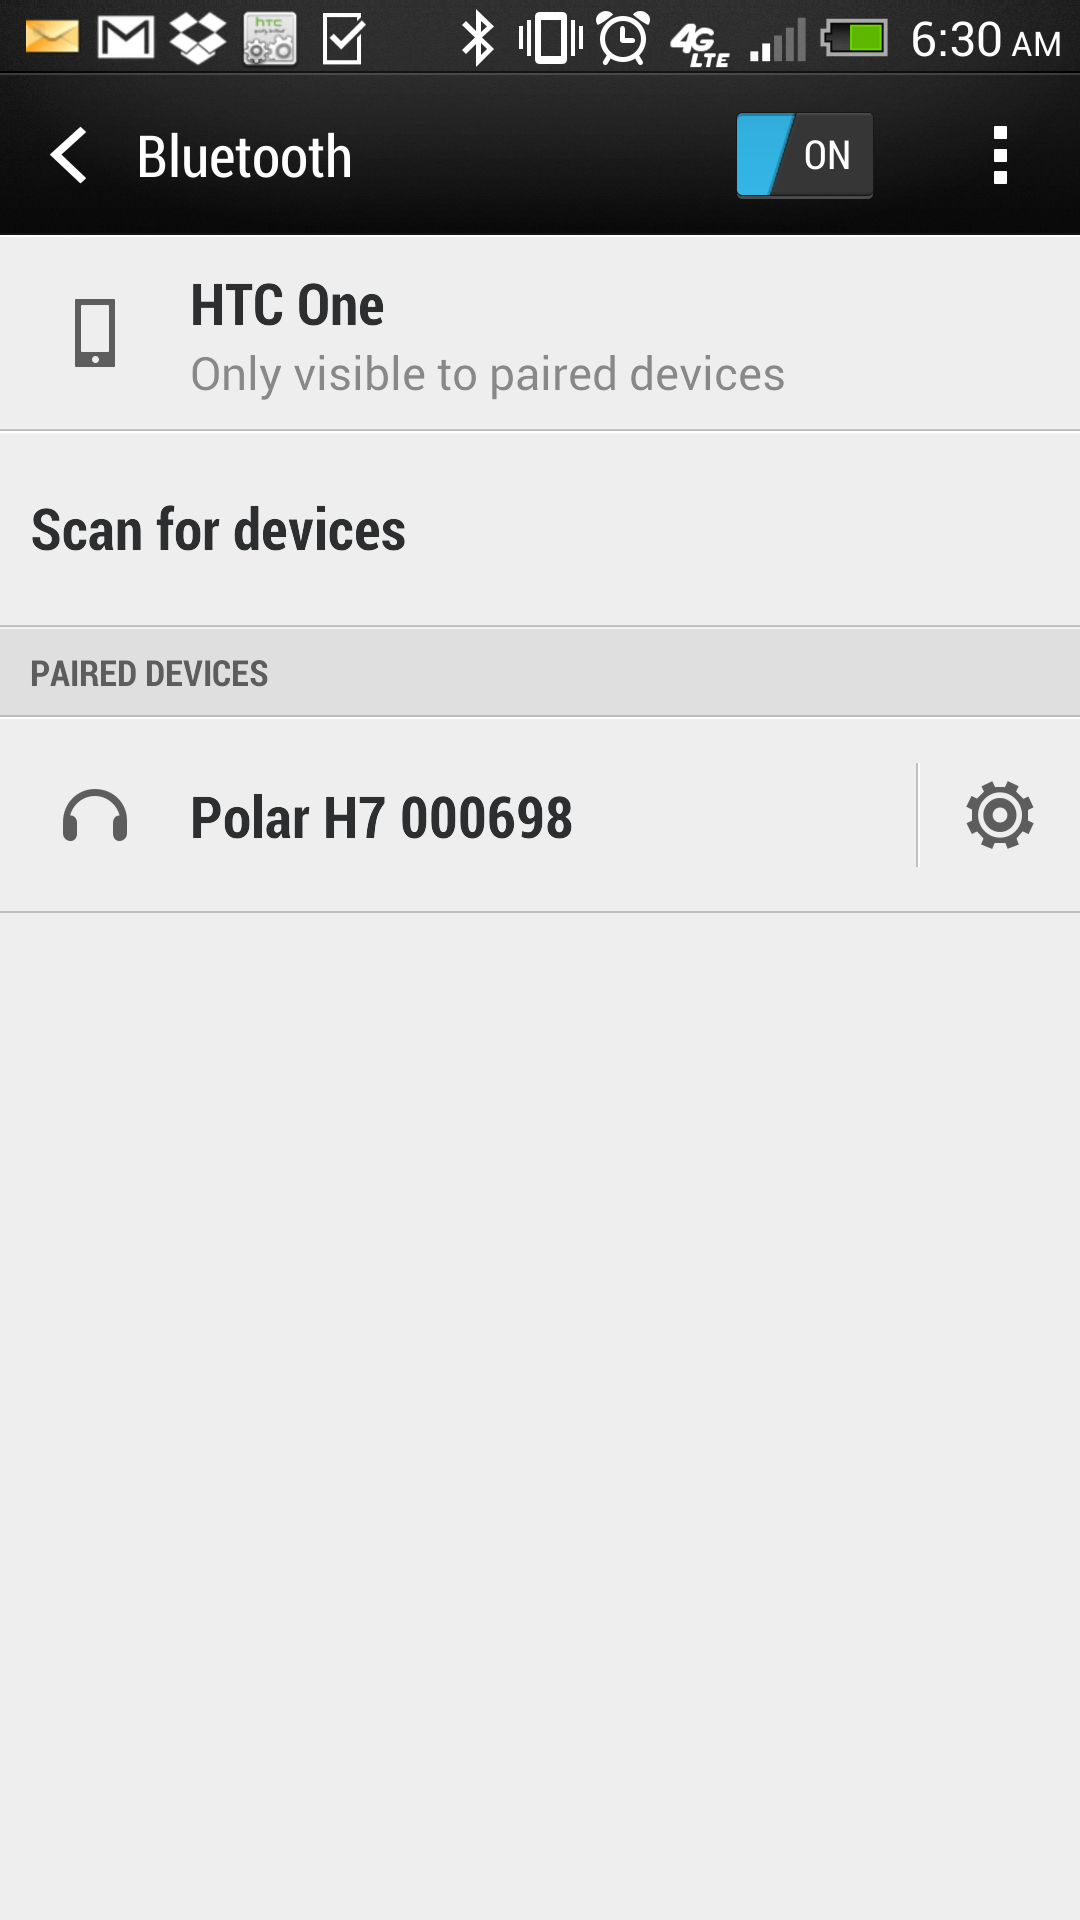 htc
4G LTE 6:30 AM
Bluetooth ON
HTC One
Only visible to paired devices
Scan for devices
PAIRED DEVICES
Polar H7 000698